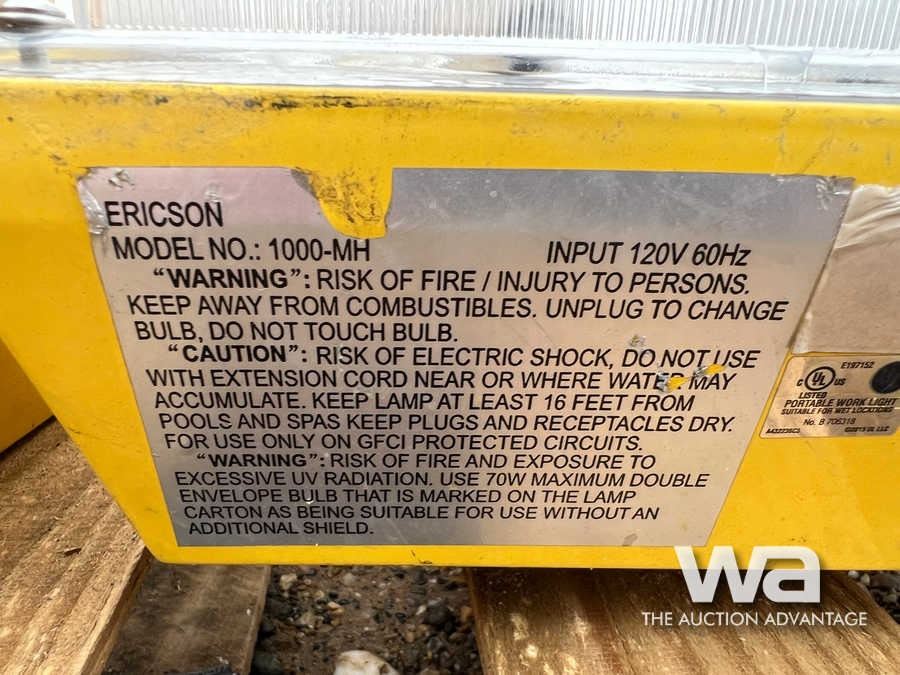 ERICSON
MODEL NO.: 1000-MH INPUT 120V 60Hz
“WARNING”: RISK OF FIRE / INJURY TO PERSONS.
KEEP AWAY FROM COMBUSTIBLES. UNPLUG TO CHANGE
BULB, DO NOT TOUCH BULB.
“CAUTION”: RISK OF ELECTRIC SHOCK, DO NOT USE
WITH EXTENSION CORD NEAR OR WHERE WATER MAY
ACCUMULATE. KEEP LAMP AT LEAST 16 FEET FROM
POOLS AND SPAS KEEP PLUGS AND RECEPTACLES DRY.
FOR USE ONLY ON GFCI PROTECTED CIRCUITS.
“WARNING”: RISK OF FIRE AND EXPOSURE TO
EXCESSIVE UV RADIATION. USE 70W MAXIMUM DOUBLE
ENVELOPE BULB THAT IS MARKED ON THE LAMP
CARTON AS BEING SUITABLE FOR USE WITHOUT AN
ADDITIONAL SHIELD.
E197152
C UL US
LISTED
PORTABLE WORK LIGHT
SUITABLE FOR WET LOCATIONS
No. B 706318
wa
THE AUCTION ADVANTAGE